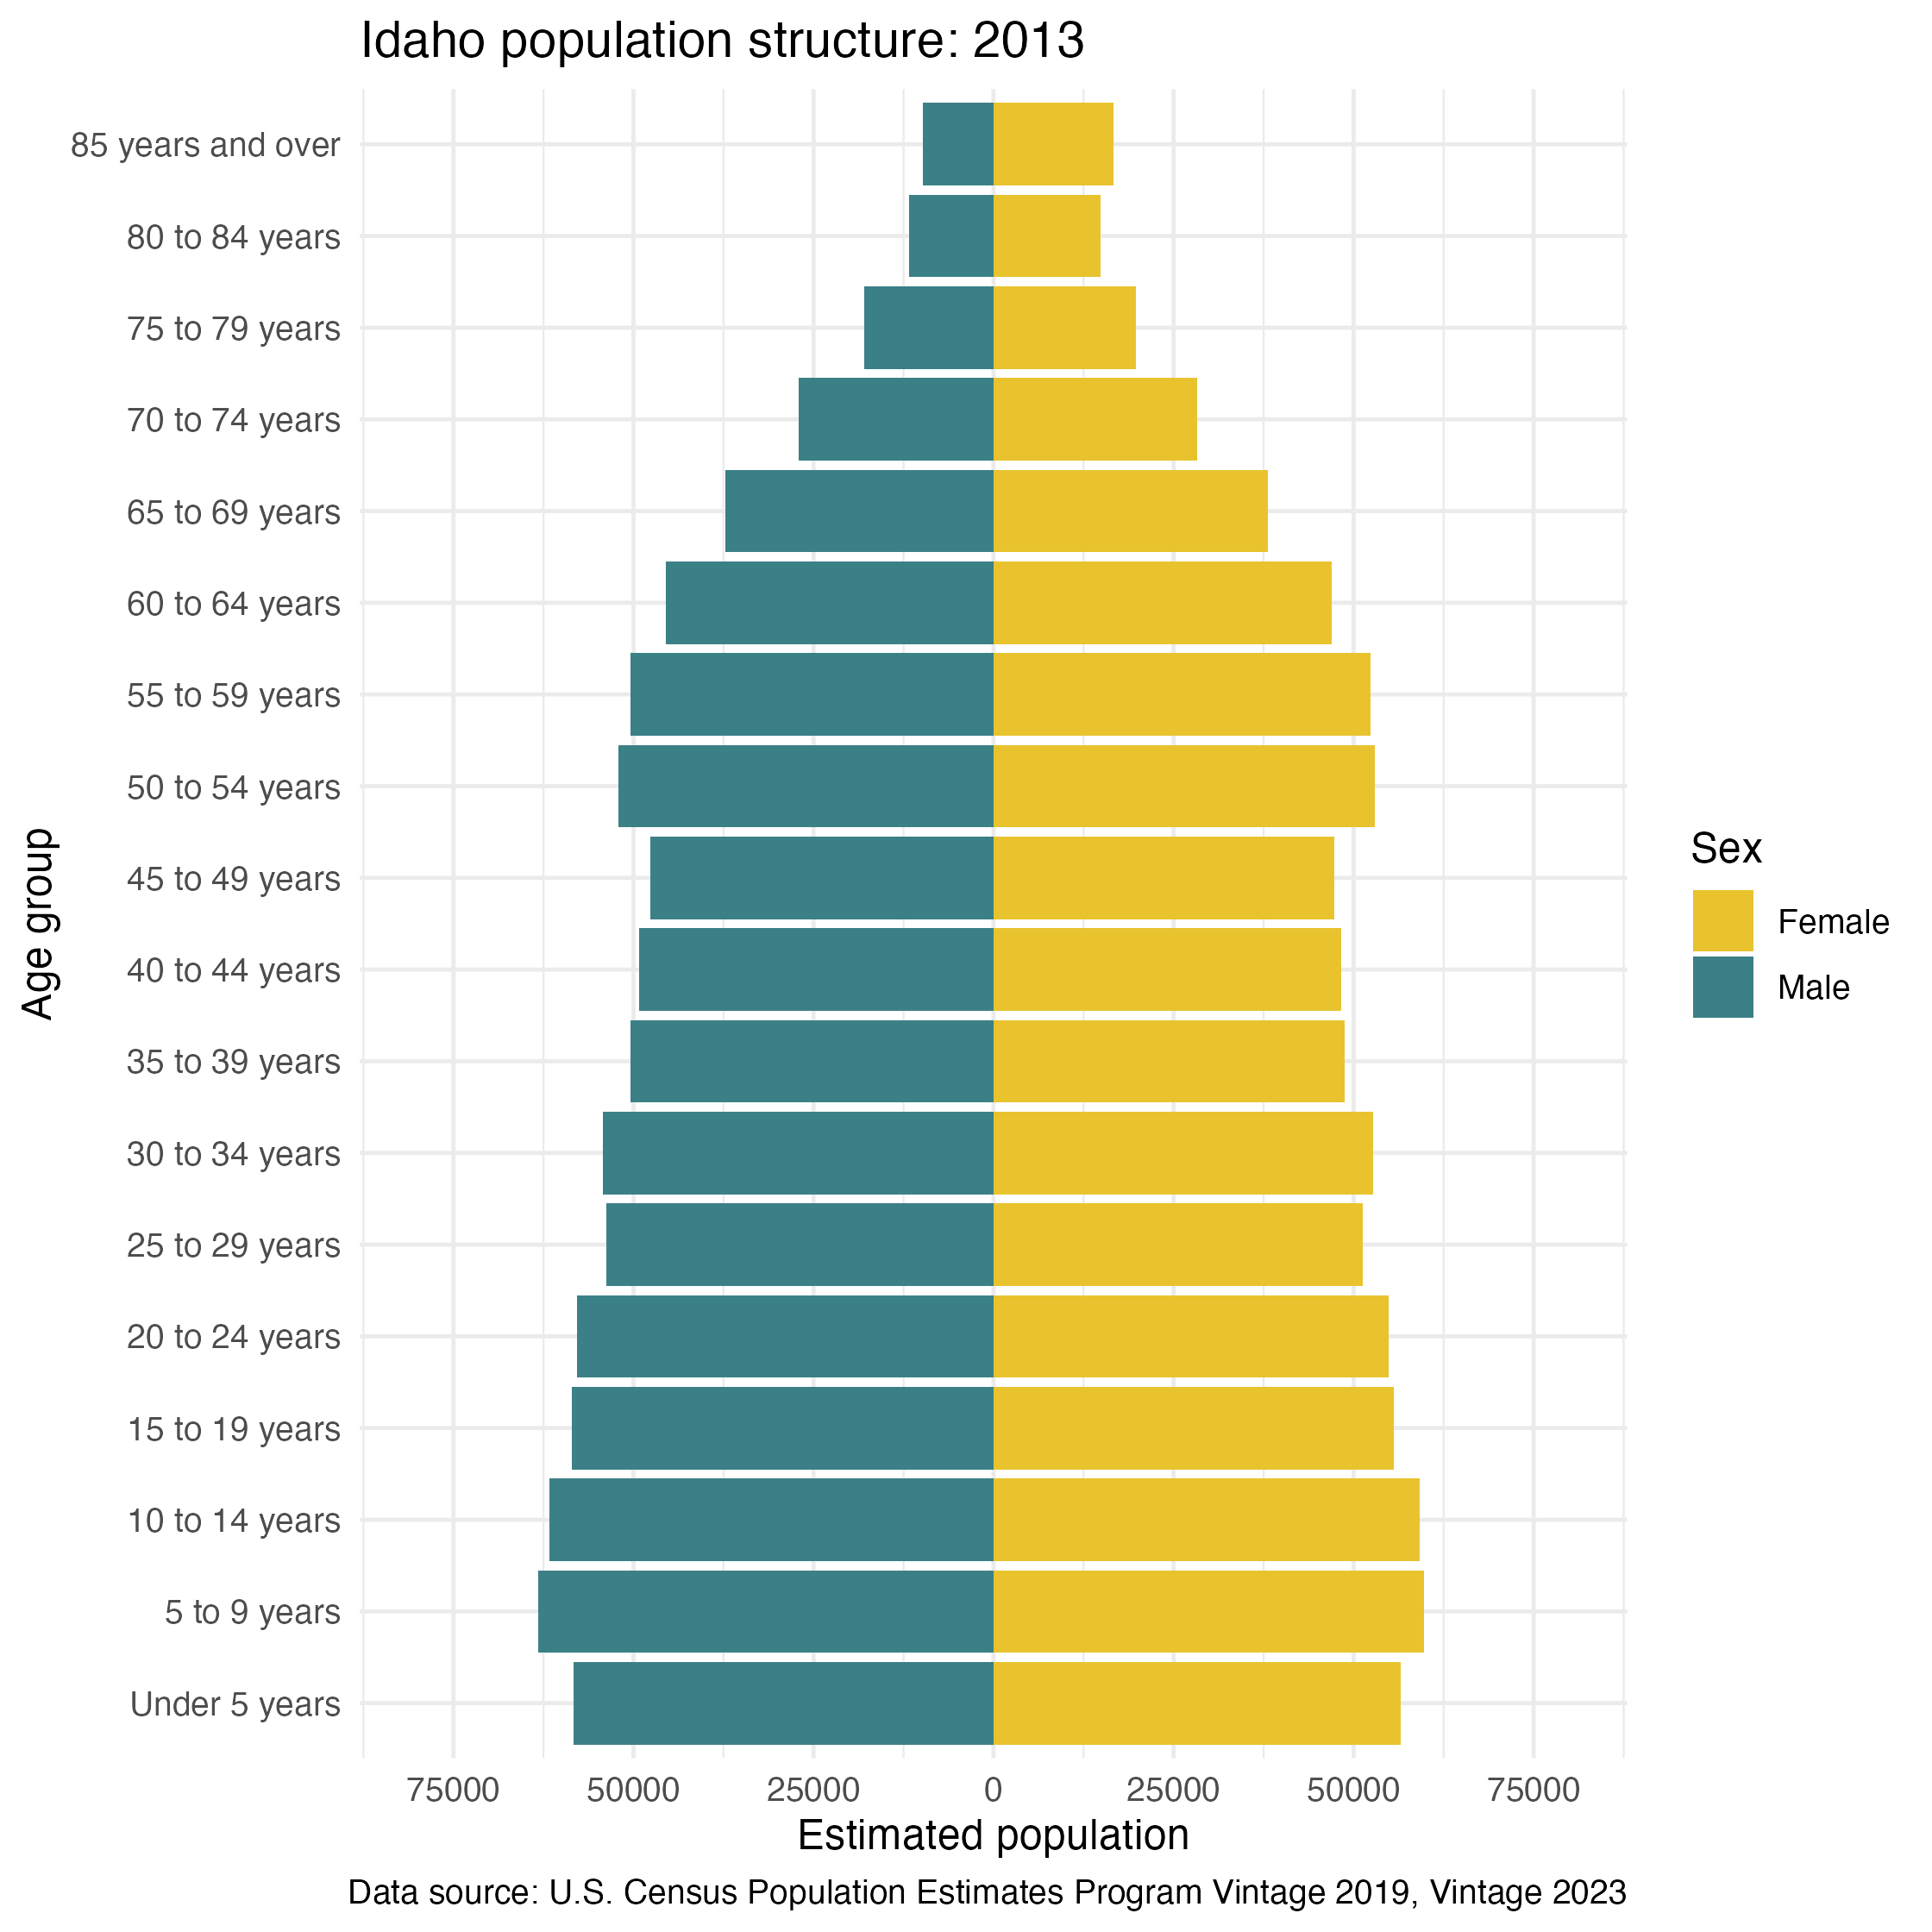 Idaho population structure: 2013
85 years and over
80 to 84 years
75 to 79 years
70 to 74 years
65 to 69 years
60 to 64 years
55 to 59 years
50 to 54 years
45 to 49 years
40 to 44 years
35 to 39 years
30 to 34 years
25 to 29 years
20 to 24 years
15 to 19 years
10 to 14 years
5 to 9 years
Under 5 years
Age group
75000 50000 25000 0 25000 50000 75000
Estimated population
Sex
Female
Male
Data source: U.S. Census Population Estimates Program Vintage 2019, Vintage 2023